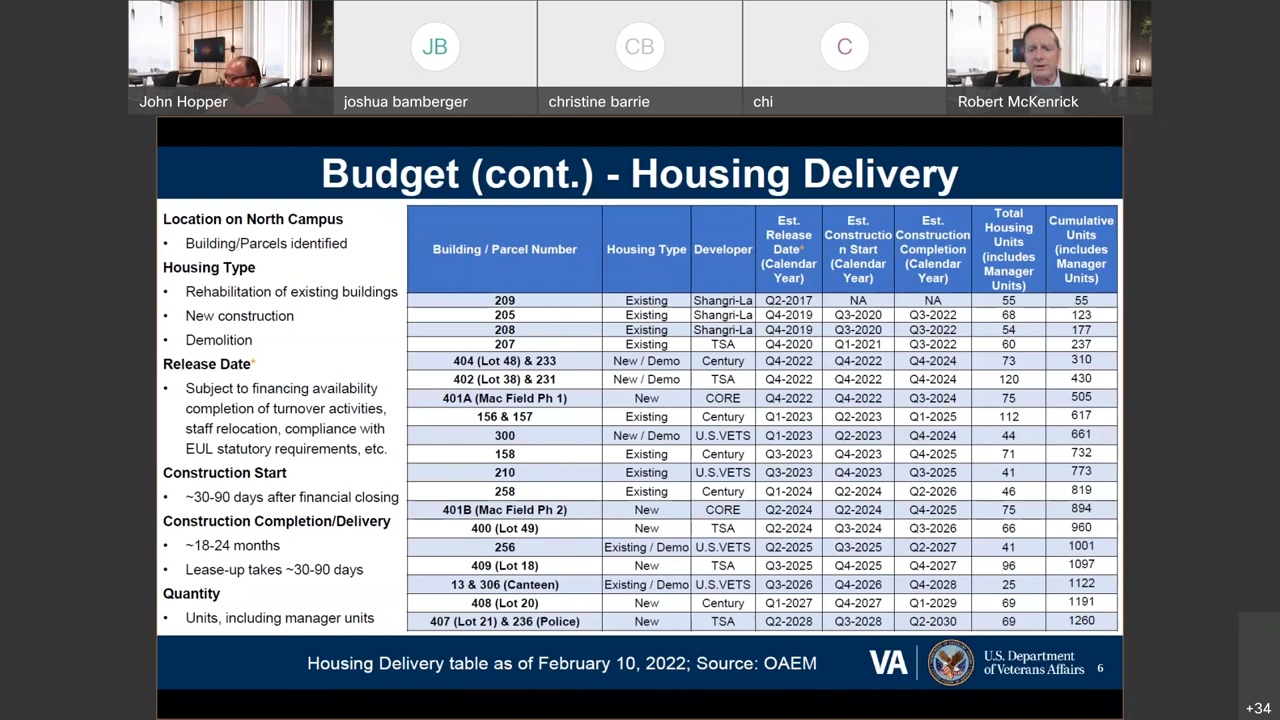 JB
CB
C
John Hopper
joshua bamberger
christine barrie
chi
Robert McKenrick
Budget (cont.) - Housing Delivery
Location on North Campus
• Building/Parcels identified
Housing Type
• Rehabilitation of existing buildings
• New construction
• Demolition
Release Date*
• Subject to financing availability
completion of turnover activities,
staff relocation, compliance with
EUL statutory requirements, etc.
Construction Start
• ~30-90 days after financial closing
Construction Completion/Delivery
• ~18-24 months
• Lease-up takes ~30-90 days
Quantity
• Units, including manager units
Building / Parcel Number
Housing Type
Developer
Est.
Release
Date*
(Calendar
Year)
Est.
Constructio
n Start
(Calendar
Year)
Est.
Construction
Completion
(Calendar
Year)
Total
Housing
Units
(includes
Manager
Units)
Cumulative
Units
(includes
Manager
Units)
209 Existing Shangri-La Q2-2017 NA NA 55 55
205 Existing Shangri-La Q4-2019 Q3-2020 Q3-2022 68 123
208 Existing Shangri-La Q4-2019 Q3-2020 Q3-2022 54 177
207 Existing TSA Q4-2020 Q1-2021 Q3-2022 60 237
404 (Lot 48) & 233 New / Demo Century Q4-2022 Q4-2022 Q4-2024 73 310
402 (Lot 38) & 231 New / Demo TSA Q4-2022 Q4-2022 Q4-2024 120 430
401A (Mac Field Ph 1) New CORE Q4-2022 Q4-2022 Q3-2024 75 505
156 & 157 Existing Century Q1-2023 Q2-2023 Q1-2025 112 617
300 New / Demo U.S.VETS Q1-2023 Q2-2023 Q4-2024 44 661
158 Existing Century Q3-2023 Q4-2023 Q3-2025 71 732
210 Existing U.S.VETS Q3-2023 Q4-2023 Q3-2025 41 773
258 Existing Century Q1-2024 Q2-2024 Q2-2026 46 819
401B (Mac Field Ph 2) New CORE Q2-2024 Q2-2024 Q4-2025 75 894
400 (Lot 49) New TSA Q2-2024 Q3-2024 Q3-2026 66 960
256 Existing / Demo U.S.VETS Q2-2025 Q3-2025 Q2-2027 41 1001
409 (Lot 18) New TSA Q3-2025 Q4-2025 Q4-2027 96 1097
13 & 306 (Canteen) Existing / Demo U.S.VETS Q3-2026 Q4-2026 Q4-2028 25 1122
408 (Lot 20) New Century Q1-2027 Q4-2027 Q1-2029 69 1191
407 (Lot 21) & 236 (Police) New TSA Q2-2028 Q3-2028 Q2-2030 69 1260
Housing Delivery table as of February 10, 2022; Source: OAEM
VA
U.S. Department
of Veterans Affairs
6
+34